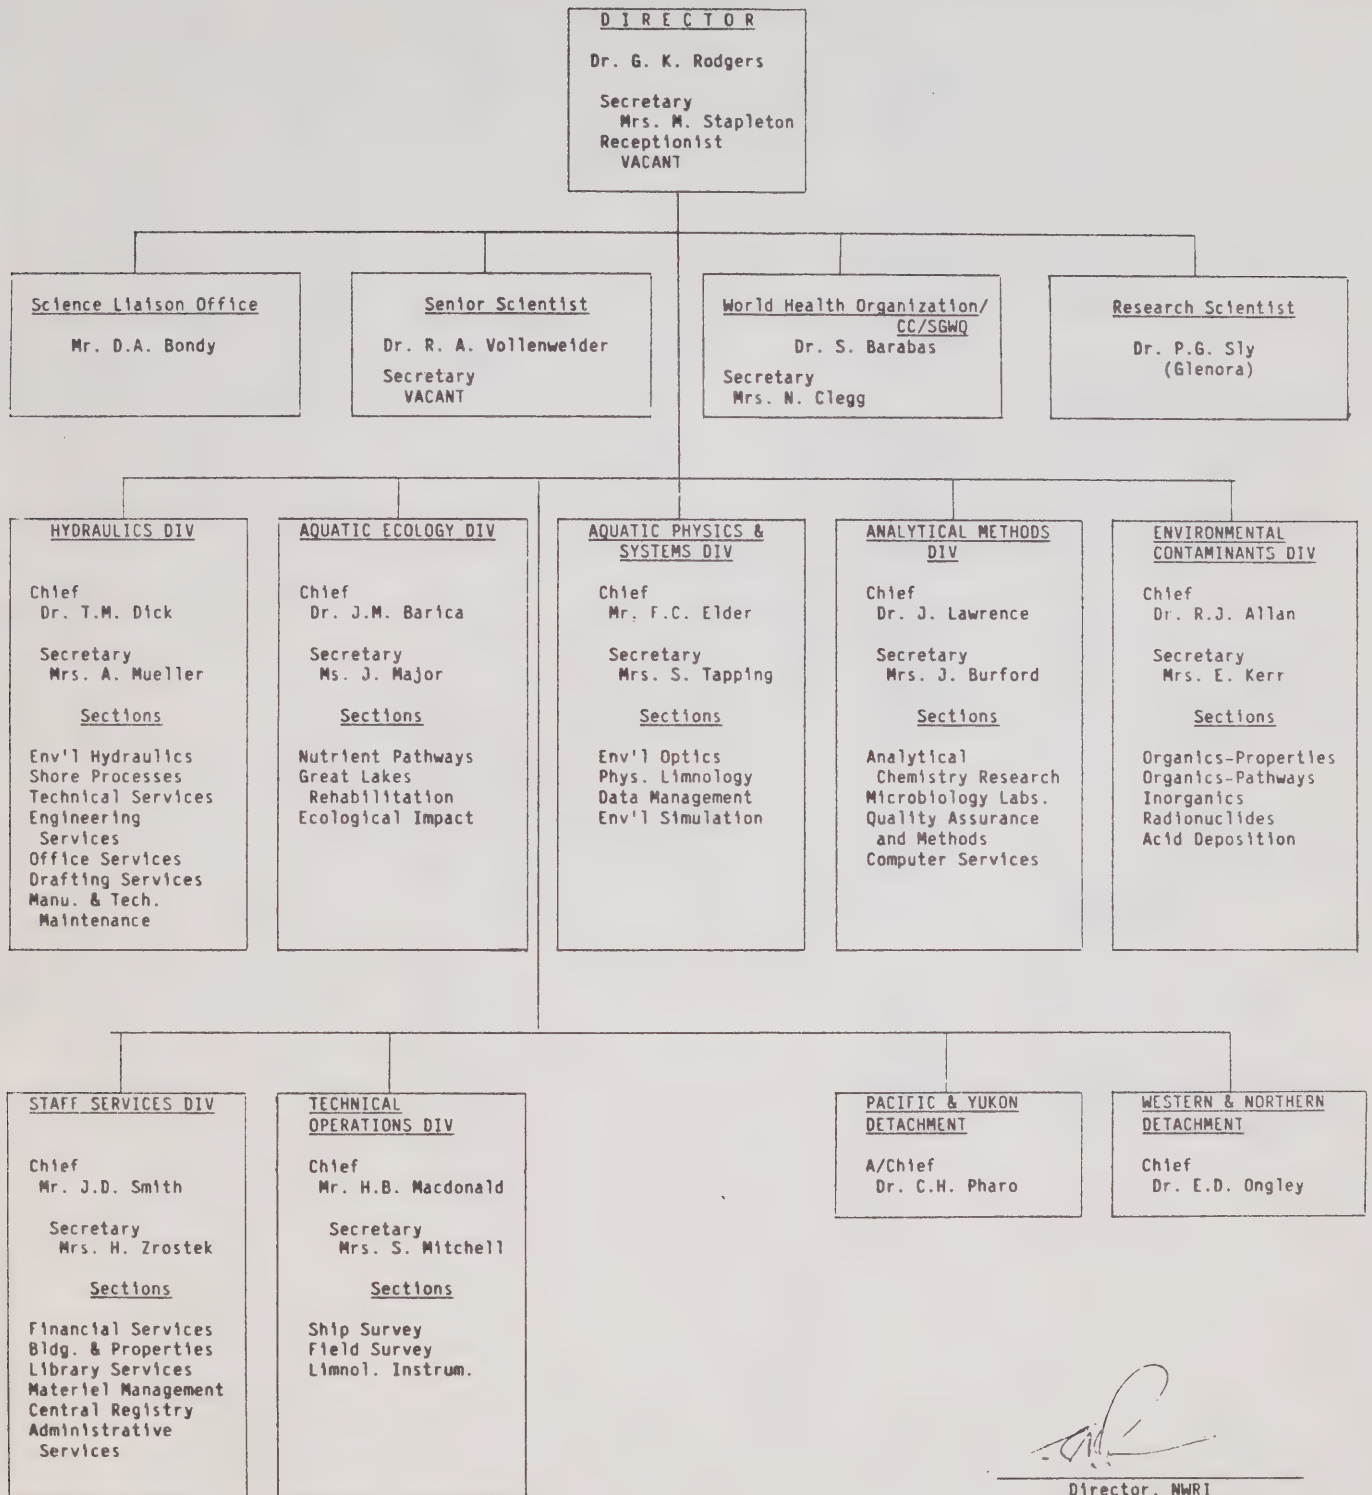 DIRECTOR
Dr. G. K. Rodgers
Secretary
Mrs. M. Stapleton
Receptionist
VACANT
Science Liaison Office
Mr. D.A. Bondy
Senior Scientist
Dr. R. A. Vollenweider
Secretary
VACANT
World Health Organization/
CC/SGWQ
Dr. S. Barabas
Secretary
Mrs. N. Clegg
Research Scientist
Dr. P.G. Sly
(Glenora)
HYDRAULICS DIV
Chief
Dr. T.M. Dick
Secretary
Mrs. A. Mueller
Sections
Env'l Hydraulics
Shore Processes
Technical Services
Engineering
Services
Office Services
Drafting Services
Manu. & Tech.
Maintenance
AQUATIC ECOLOGY DIV
Chief
Dr. J.M. Barica
Secretary
Ms. J. Major
Sections
Nutrient Pathways
Great Lakes
Rehabilitation
Ecological Impact
AQUATIC PHYSICS &
SYSTEMS DIV
Chief
Mr. F.C. Elder
Secretary
Mrs. S. Tapping
Sections
Env'l Optics
Phys. Limnology
Data Management
Env'l Simulation
ANALYTICAL METHODS
DIV
Chief
Dr. J. Lawrence
Secretary
Mrs. J. Burford
Sections
Analytical
Chemistry Research
Microbiology Labs.
Quality Assurance
and Methods
Computer Services
ENVIRONMENTAL
CONTAMINANTS DIV
Chief
Dr. R.J. Allan
Secretary
Mrs. E. Kerr
Sections
Organics-Properties
Organics-Pathways
Inorganics
Radionuclides
Acid Deposition
STAFF SERVICES DIV
Chief
Mr. J.D. Smith
Secretary
Mrs. H. Zrostek
Sections
Financial Services
Bldg. & Properties
Library Services
Materiel Management
Central Registry
Administrative
Services
TECHNICAL
OPERATIONS DIV
Chief
Mr. H.B. Macdonald
Secretary
Mrs. S. Mitchell
Sections
Ship Survey
Field Survey
Limnol. Instrum.
PACIFIC & YUKON
DETACHMENT
A/Chief
Dr. C.H. Pharo
WESTERN & NORTHERN
DETACHMENT
Chief
Dr. E.D. Ongley
Director, NWRI